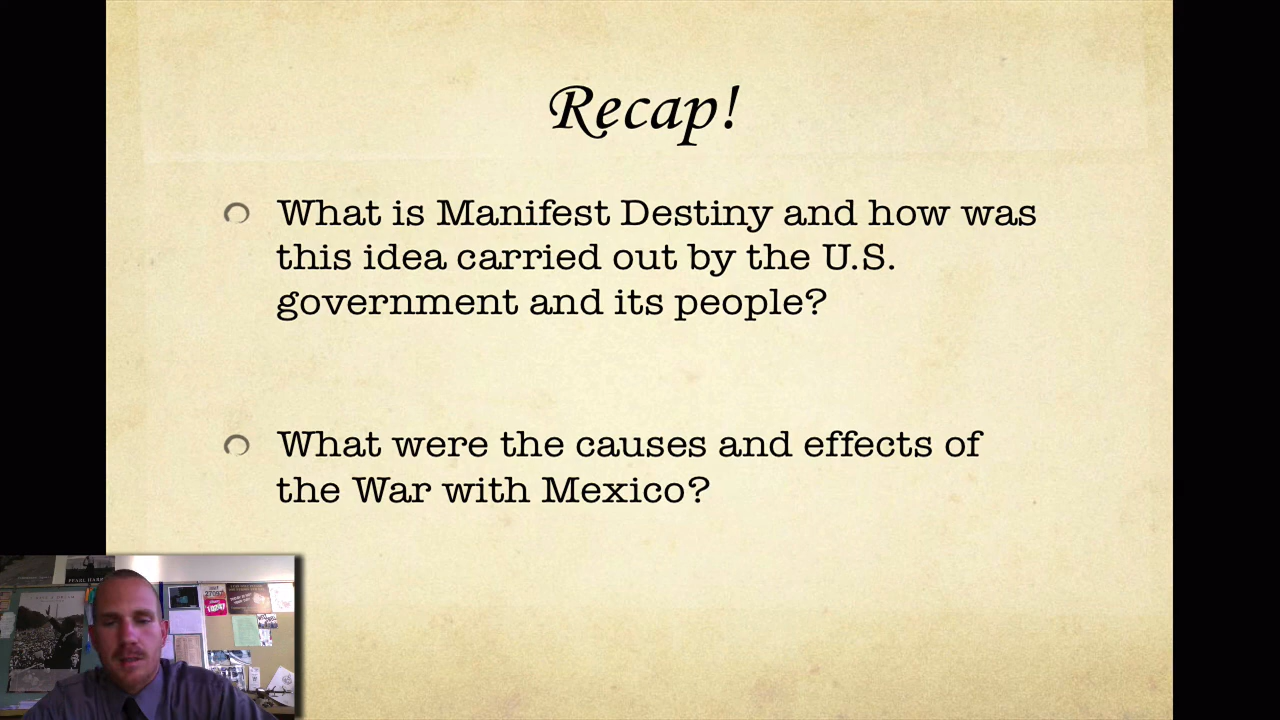 Recap!
What is Manifest Destiny and how was
this idea carried out by the U.S.
government and its people?
What were the causes and effects of
the War with Mexico?